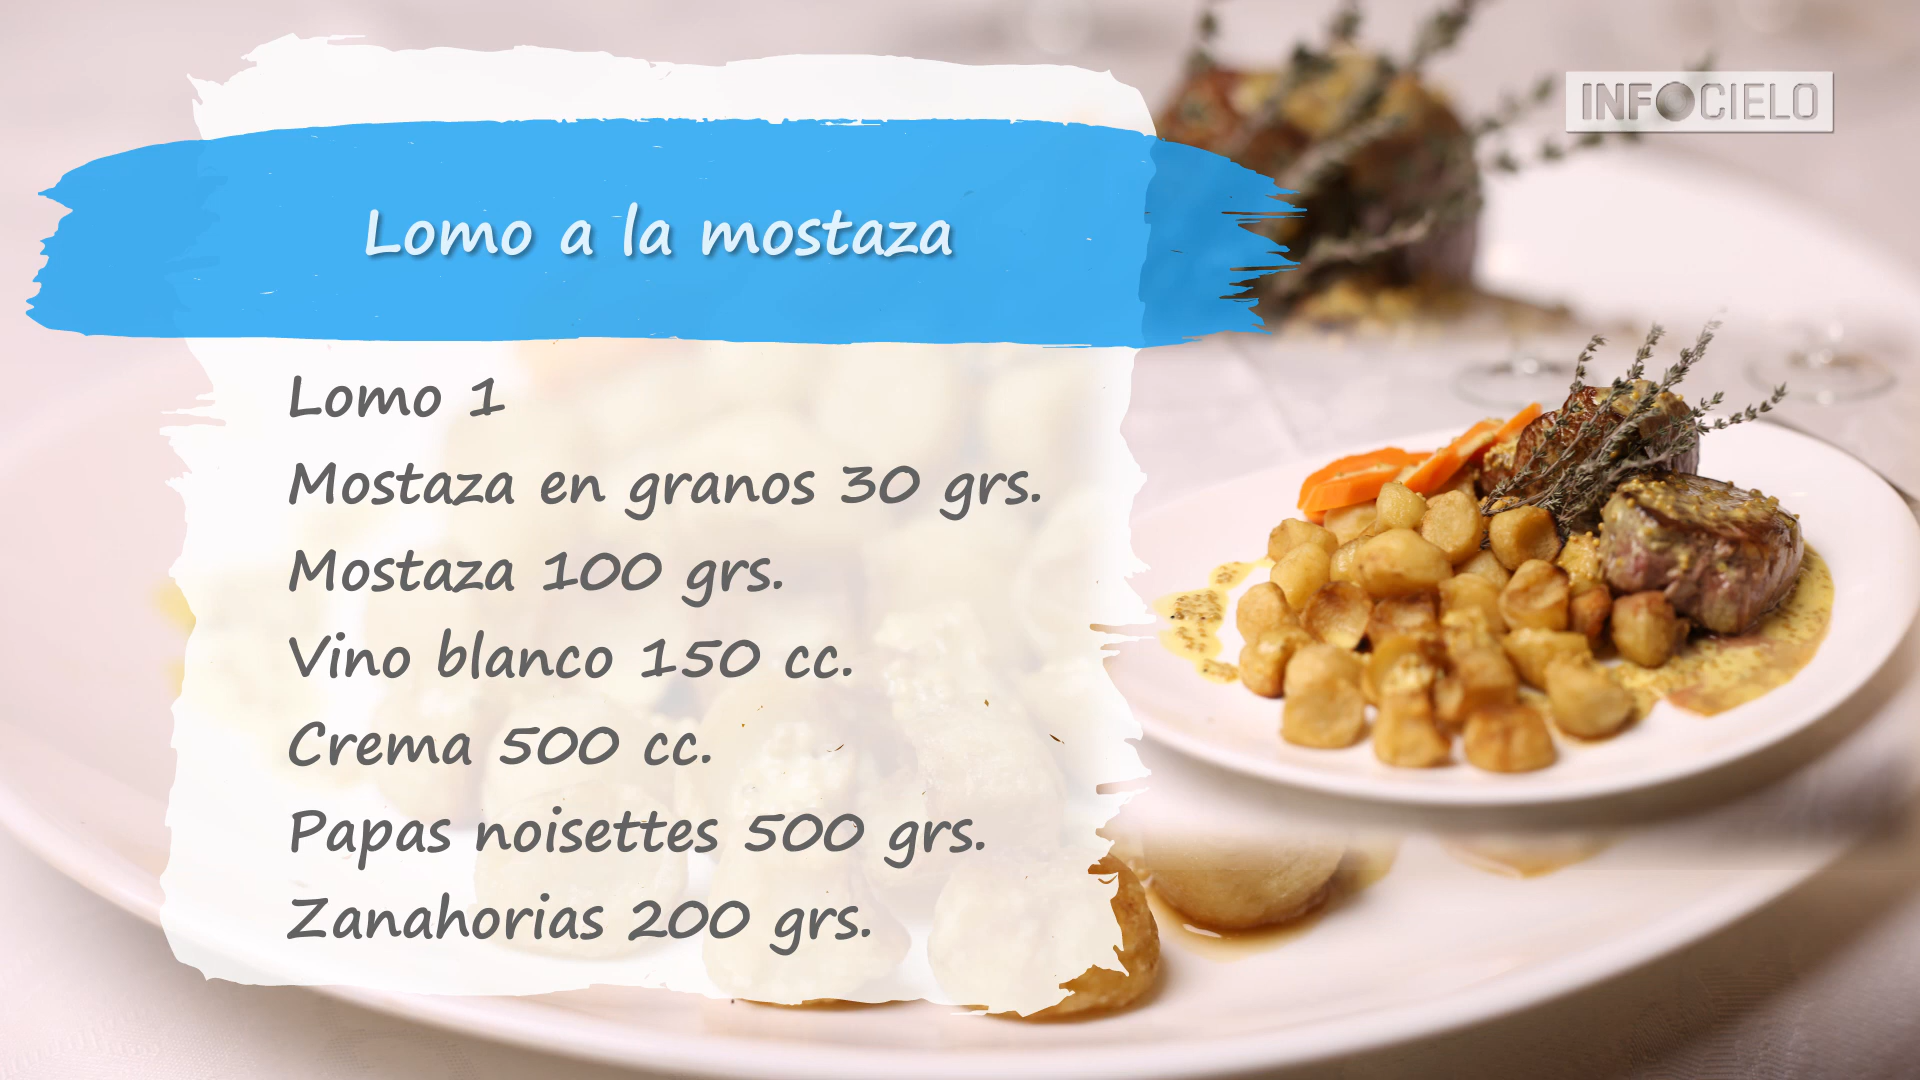 INFOCIELO
Lomo a la mostaza
Lomo 1
Mostaza en granos 30 grs.
Mostaza 100 grs.
Vino blanco 150 cc.
Crema 500 cc.
Papas noisettes 500 grs.
Zanahorias 200 grs.